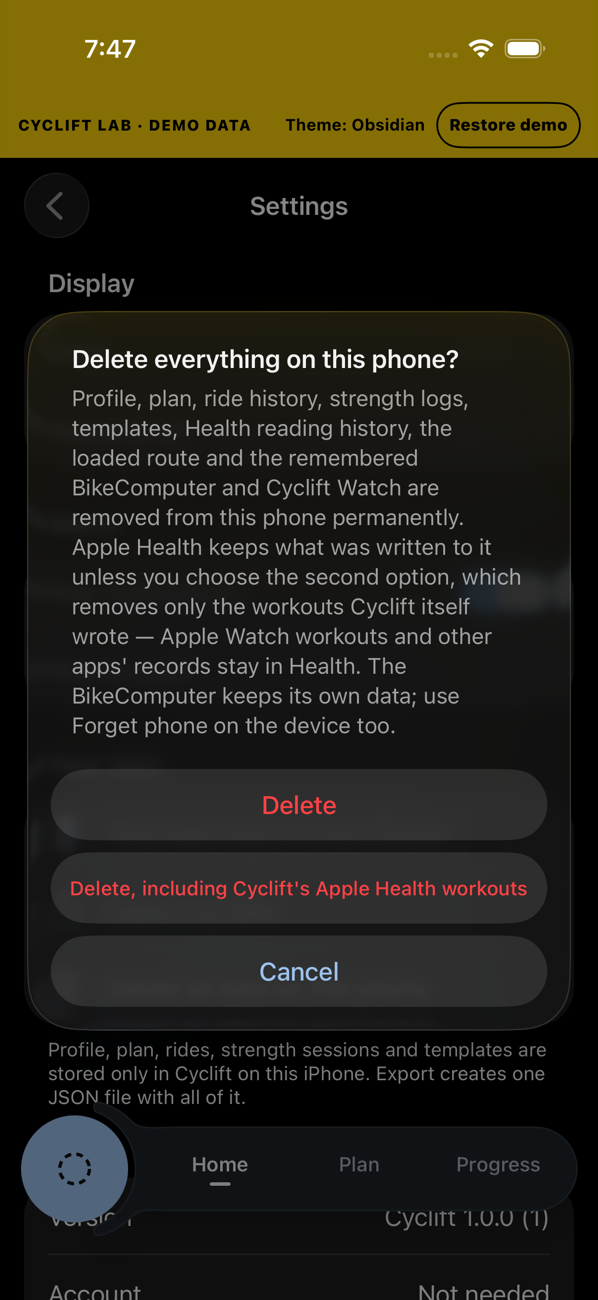 7:47
CYCLIFT LAB · DEMO DATA
Theme: Obsidian
Restore demo
Settings
Display
Delete everything on this phone?
Profile, plan, ride history, strength logs,
templates, Health reading history, the
loaded route and the remembered
BikeComputer and Cyclift Watch are
removed from this phone permanently.
Apple Health keeps what was written to it
unless you choose the second option, which
removes only the workouts Cyclift itself
wrote — Apple Watch workouts and other
apps' records stay in Health. The
BikeComputer keeps its own data; use
Forget phone on the device too.
Delete
Delete, including Cyclift's Apple Health workouts
Cancel
Profile, plan, rides, strength sessions and templates are
stored only in Cyclift on this iPhone. Export creates one
JSON file with all of it.
Home
Plan
Progress
Version
Cyclift 1.0.0 (1)
Account
Not needed